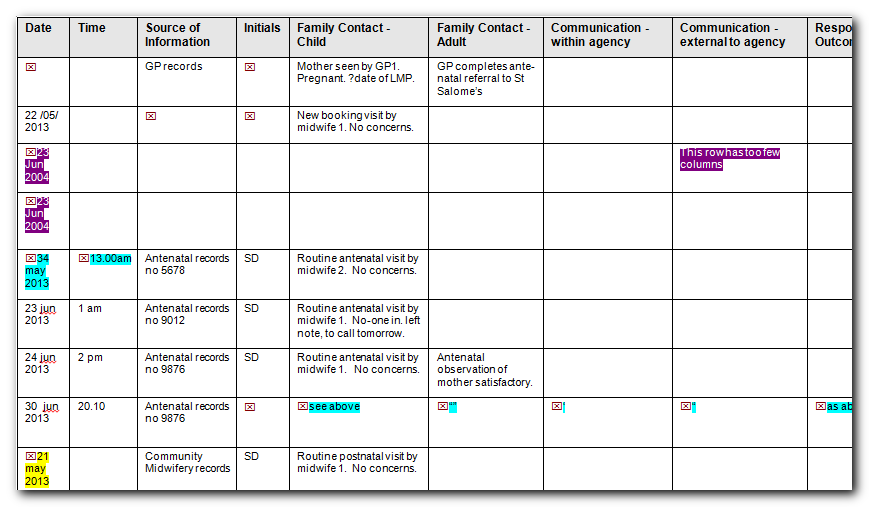 Date
Time
Source of
Information
Initials
Family Contact -
Child
Family Contact -
Adult
Communication -
within agency
Communication -
external to agency
Respo
☒
GP records
☒
Mother seen by GP1.
Pregnant. ?date of LMP.
GP completes ante-
natal referral to St
Salome's
22 /05/
2013
☒
☒
New booking visit by
midwife 1. No concerns.
☒23
Jun
2004
This row has too few
columns
☒23
Jun
2004
☒34
may
2013
☒13.00am
Antenatal records
no 5678
SD
Routine antenatal visit by
midwife 2. No concerns.
23 jun
2013
1 am
Antenatal records
no 9012
SD
Routine antenatal visit by
midwife 1. No-one in. left
note, to call tomorrow.
24 jun
2013
2 pm
Antenatal records
no 9876
SD
Routine antenatal visit by
midwife 1. No concerns.
Antenatal
observation of
mother satisfactory.
30 jun
2013
20.10
Antenatal records
no 9876
☒
☒see above
☒""
☒'
☒"
☒as ab
☒21
may
2013
Community
Midwifery records
SD
Routine postnatal visit by
midwife 1. No concerns.